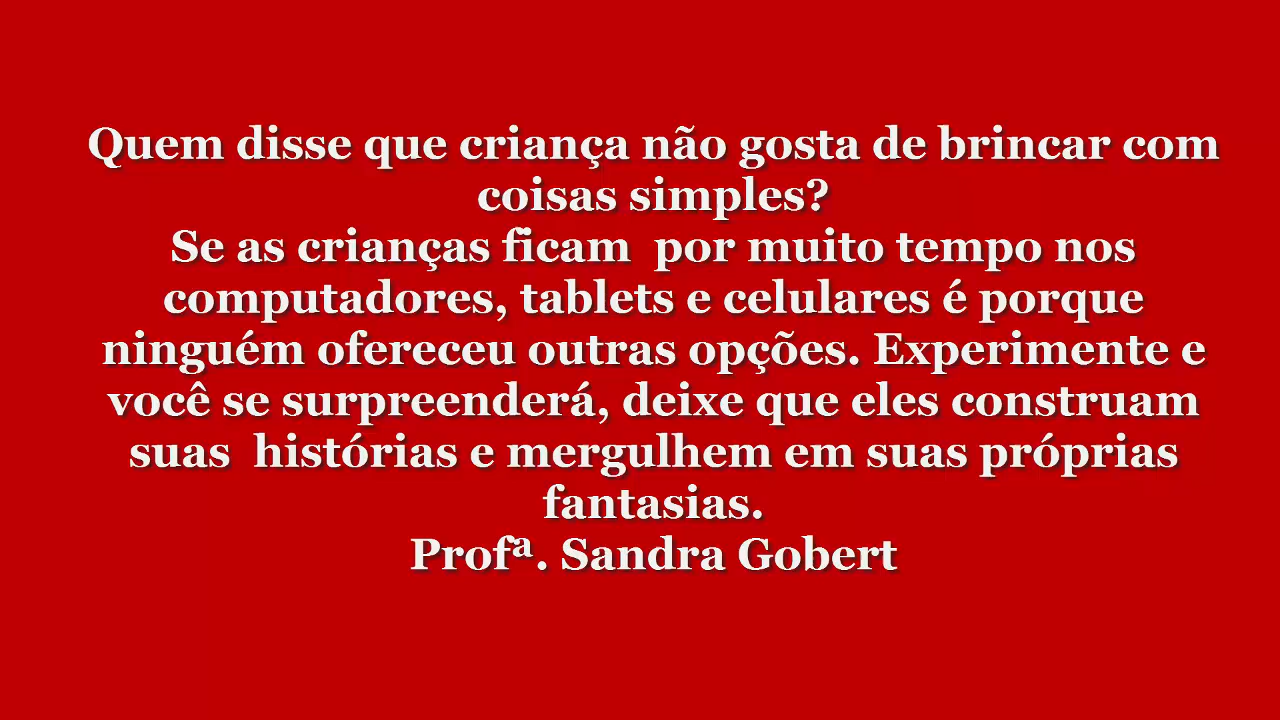 Quem disse que criança não gosta de brincar com
coisas simples?
Se as crianças ficam  por muito tempo nos
computadores, tablets e celulares é porque
ninguém ofereceu outras opções. Experimente e
você se surpreenderá, deixe que eles construam
suas  histórias e mergulhem em suas próprias
fantasias.
Profª. Sandra Gobert